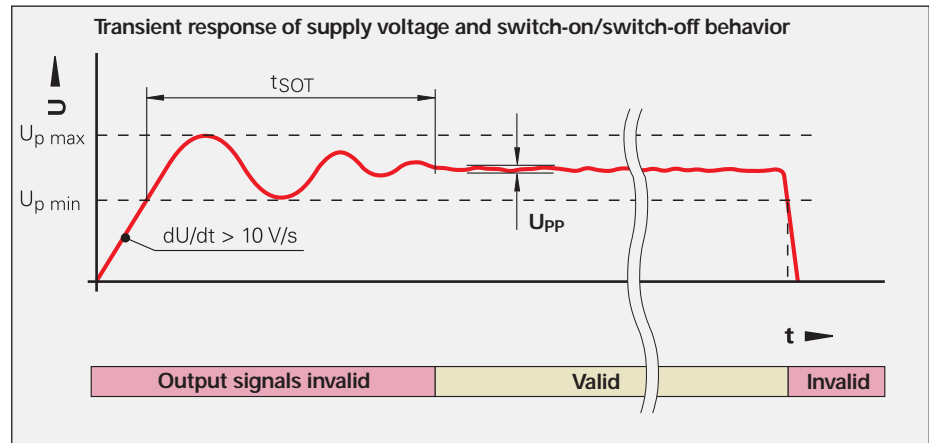 Transient response of supply voltage and switch-on/switch-off behavior
U
tSOT
Up max
Up min
UPP
dU/dt > 10 V/s
t
Output signals invalid
Valid
Invalid